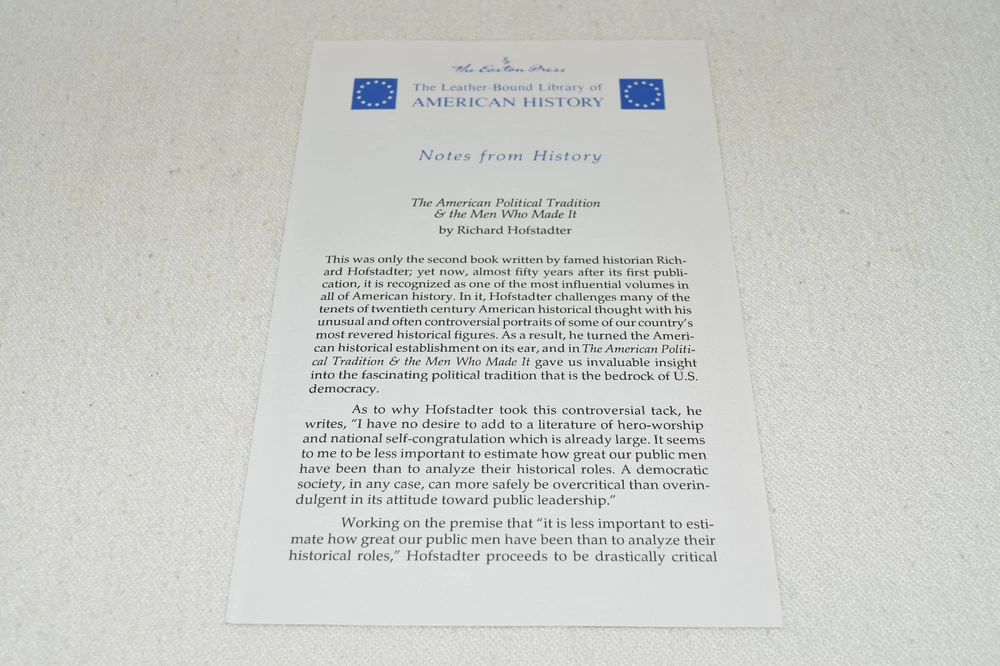 The Easton Press
The Leather-Bound Library of
AMERICAN HISTORY
Notes from History
The American Political Tradition
& the Men Who Made It
by Richard Hofstadter
This was only the second book written by famed historian Rich-
ard Hofstadter; yet now, almost fifty years after its first publi-
cation, it is recognized as one of the most influential volumes in
all of American history. In it, Hofstadter challenges many of the
tenets of twentieth century American historical thought with his
unusual and often controversial portraits of some of our country's
most revered historical figures. As a result, he turned the Ameri-
can historical establishment on its ear, and in The American Politi-
cal Tradition & the Men Who Made It gave us invaluable insight
into the fascinating political tradition that is the bedrock of U.S.
democracy.
As to why Hofstadter took this controversial tack, he
writes, “I have no desire to add to a literature of hero-worship
and national self-congratulation which is already large. It seems
to me to be less important to estimate how great our public men
have been than to analyze their historical roles. A democratic
society, in any case, can more safely be overcritical than overin-
dulgent in its attitude toward public leadership.”
Working on the premise that “it is less important to esti-
mate how great our public men have been than to analyze their
historical roles,” Hofstadter proceeds to be drastically critical